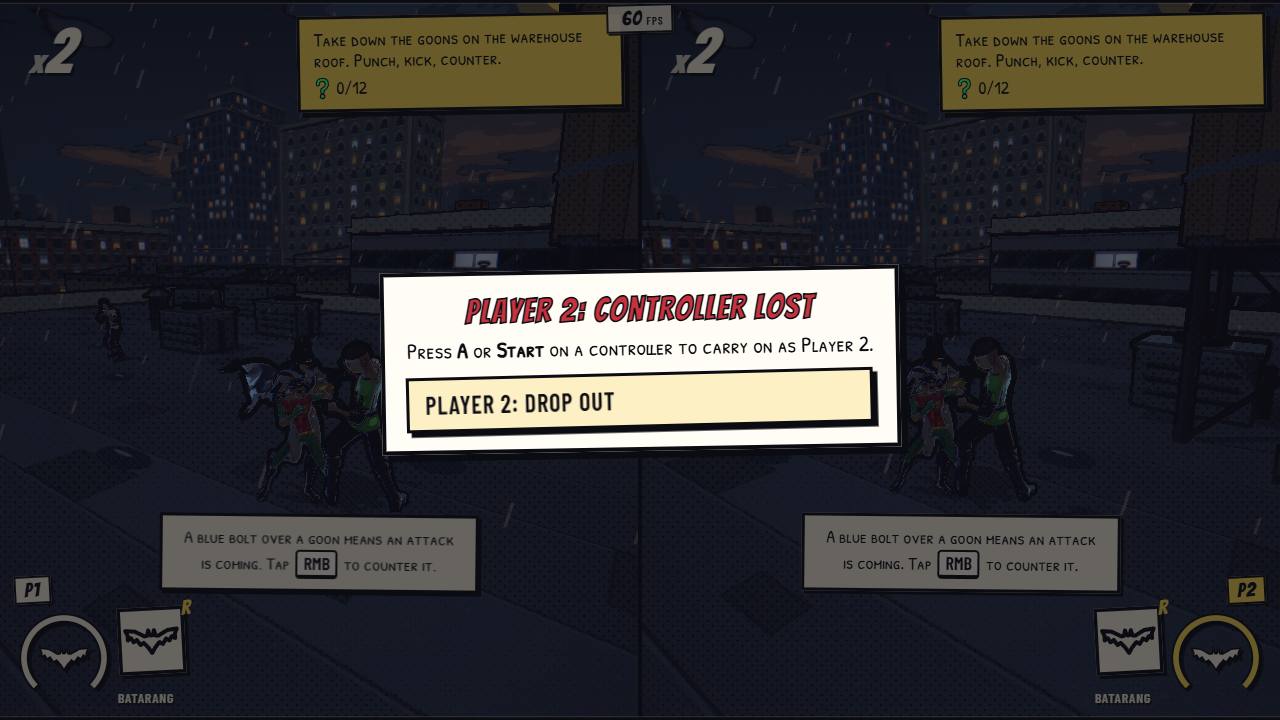 x2
TAKE DOWN THE GOONS ON THE WAREHOUSE
ROOF. PUNCH, KICK, COUNTER.
? 0/12
60 FPS
x2
TAKE DOWN THE GOONS ON THE WAREHOUSE
ROOF. PUNCH, KICK, COUNTER.
? 0/12
PLAYER 2: CONTROLLER LOST
PRESS A OR START ON A CONTROLLER TO CARRY ON AS PLAYER 2.
PLAYER 2: DROP OUT
A BLUE BOLT OVER A GOON MEANS AN ATTACK
IS COMING. TAP RMB TO COUNTER IT.
A BLUE BOLT OVER A GOON MEANS AN ATTACK
IS COMING. TAP RMB TO COUNTER IT.
P1
R
BATARANG
P2
R
BATARANG